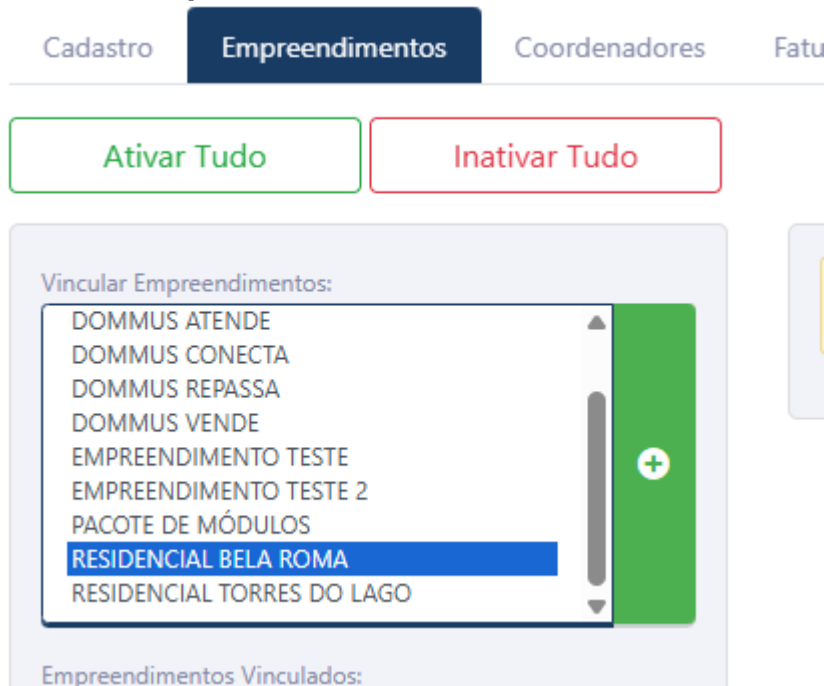 Cadastro Empreendimentos Coordenadores Fatu
Ativar Tudo Inativar Tudo
Vincular Empreendimentos:
DOMMUS ATENDE
DOMMUS CONECTA
DOMMUS REPASSA
DOMMUS VENDE
EMPREENDIMENTO TESTE
EMPREENDIMENTO TESTE 2
PACOTE DE MÓDULOS
RESIDENCIAL BELA ROMA
RESIDENCIAL TORRES DO LAGO
Empreendimentos Vinculados: